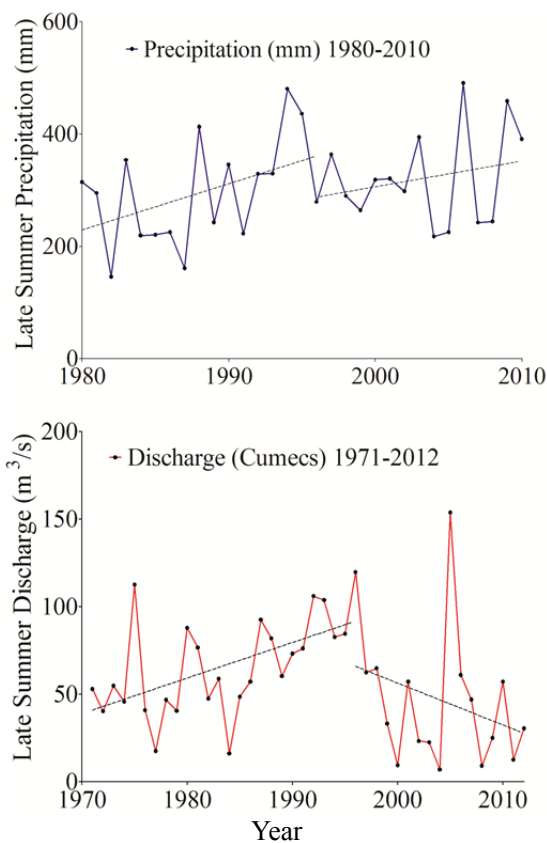 600
Precipitation (mm) 1980-2010
400
200
0
1980 1990 2000 2010
Late Summer Precipitation (mm)
200
Discharge (Cumecs) 1971-2012
150
100
50
0
1970 1980 1990 2000 2010
Late Summer Discharge (m³/s)
Year